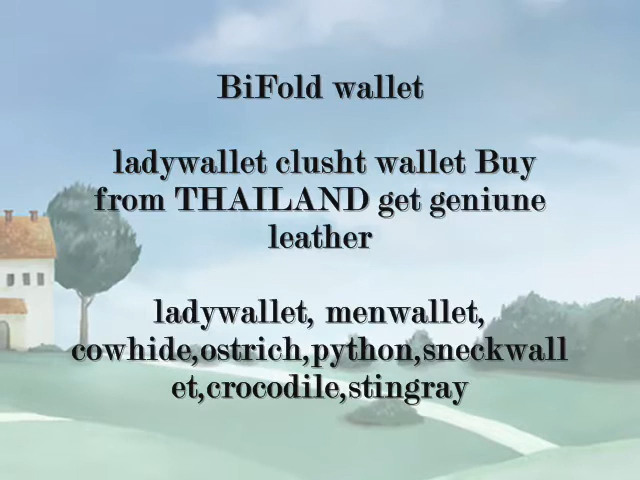 BiFold wallet
ladywallet clusht wallet Buy
from THAILAND get geniune
leather
ladywallet, menwallet,
cowhide,ostrich,python,sneckwall
et,crocodile,stingray